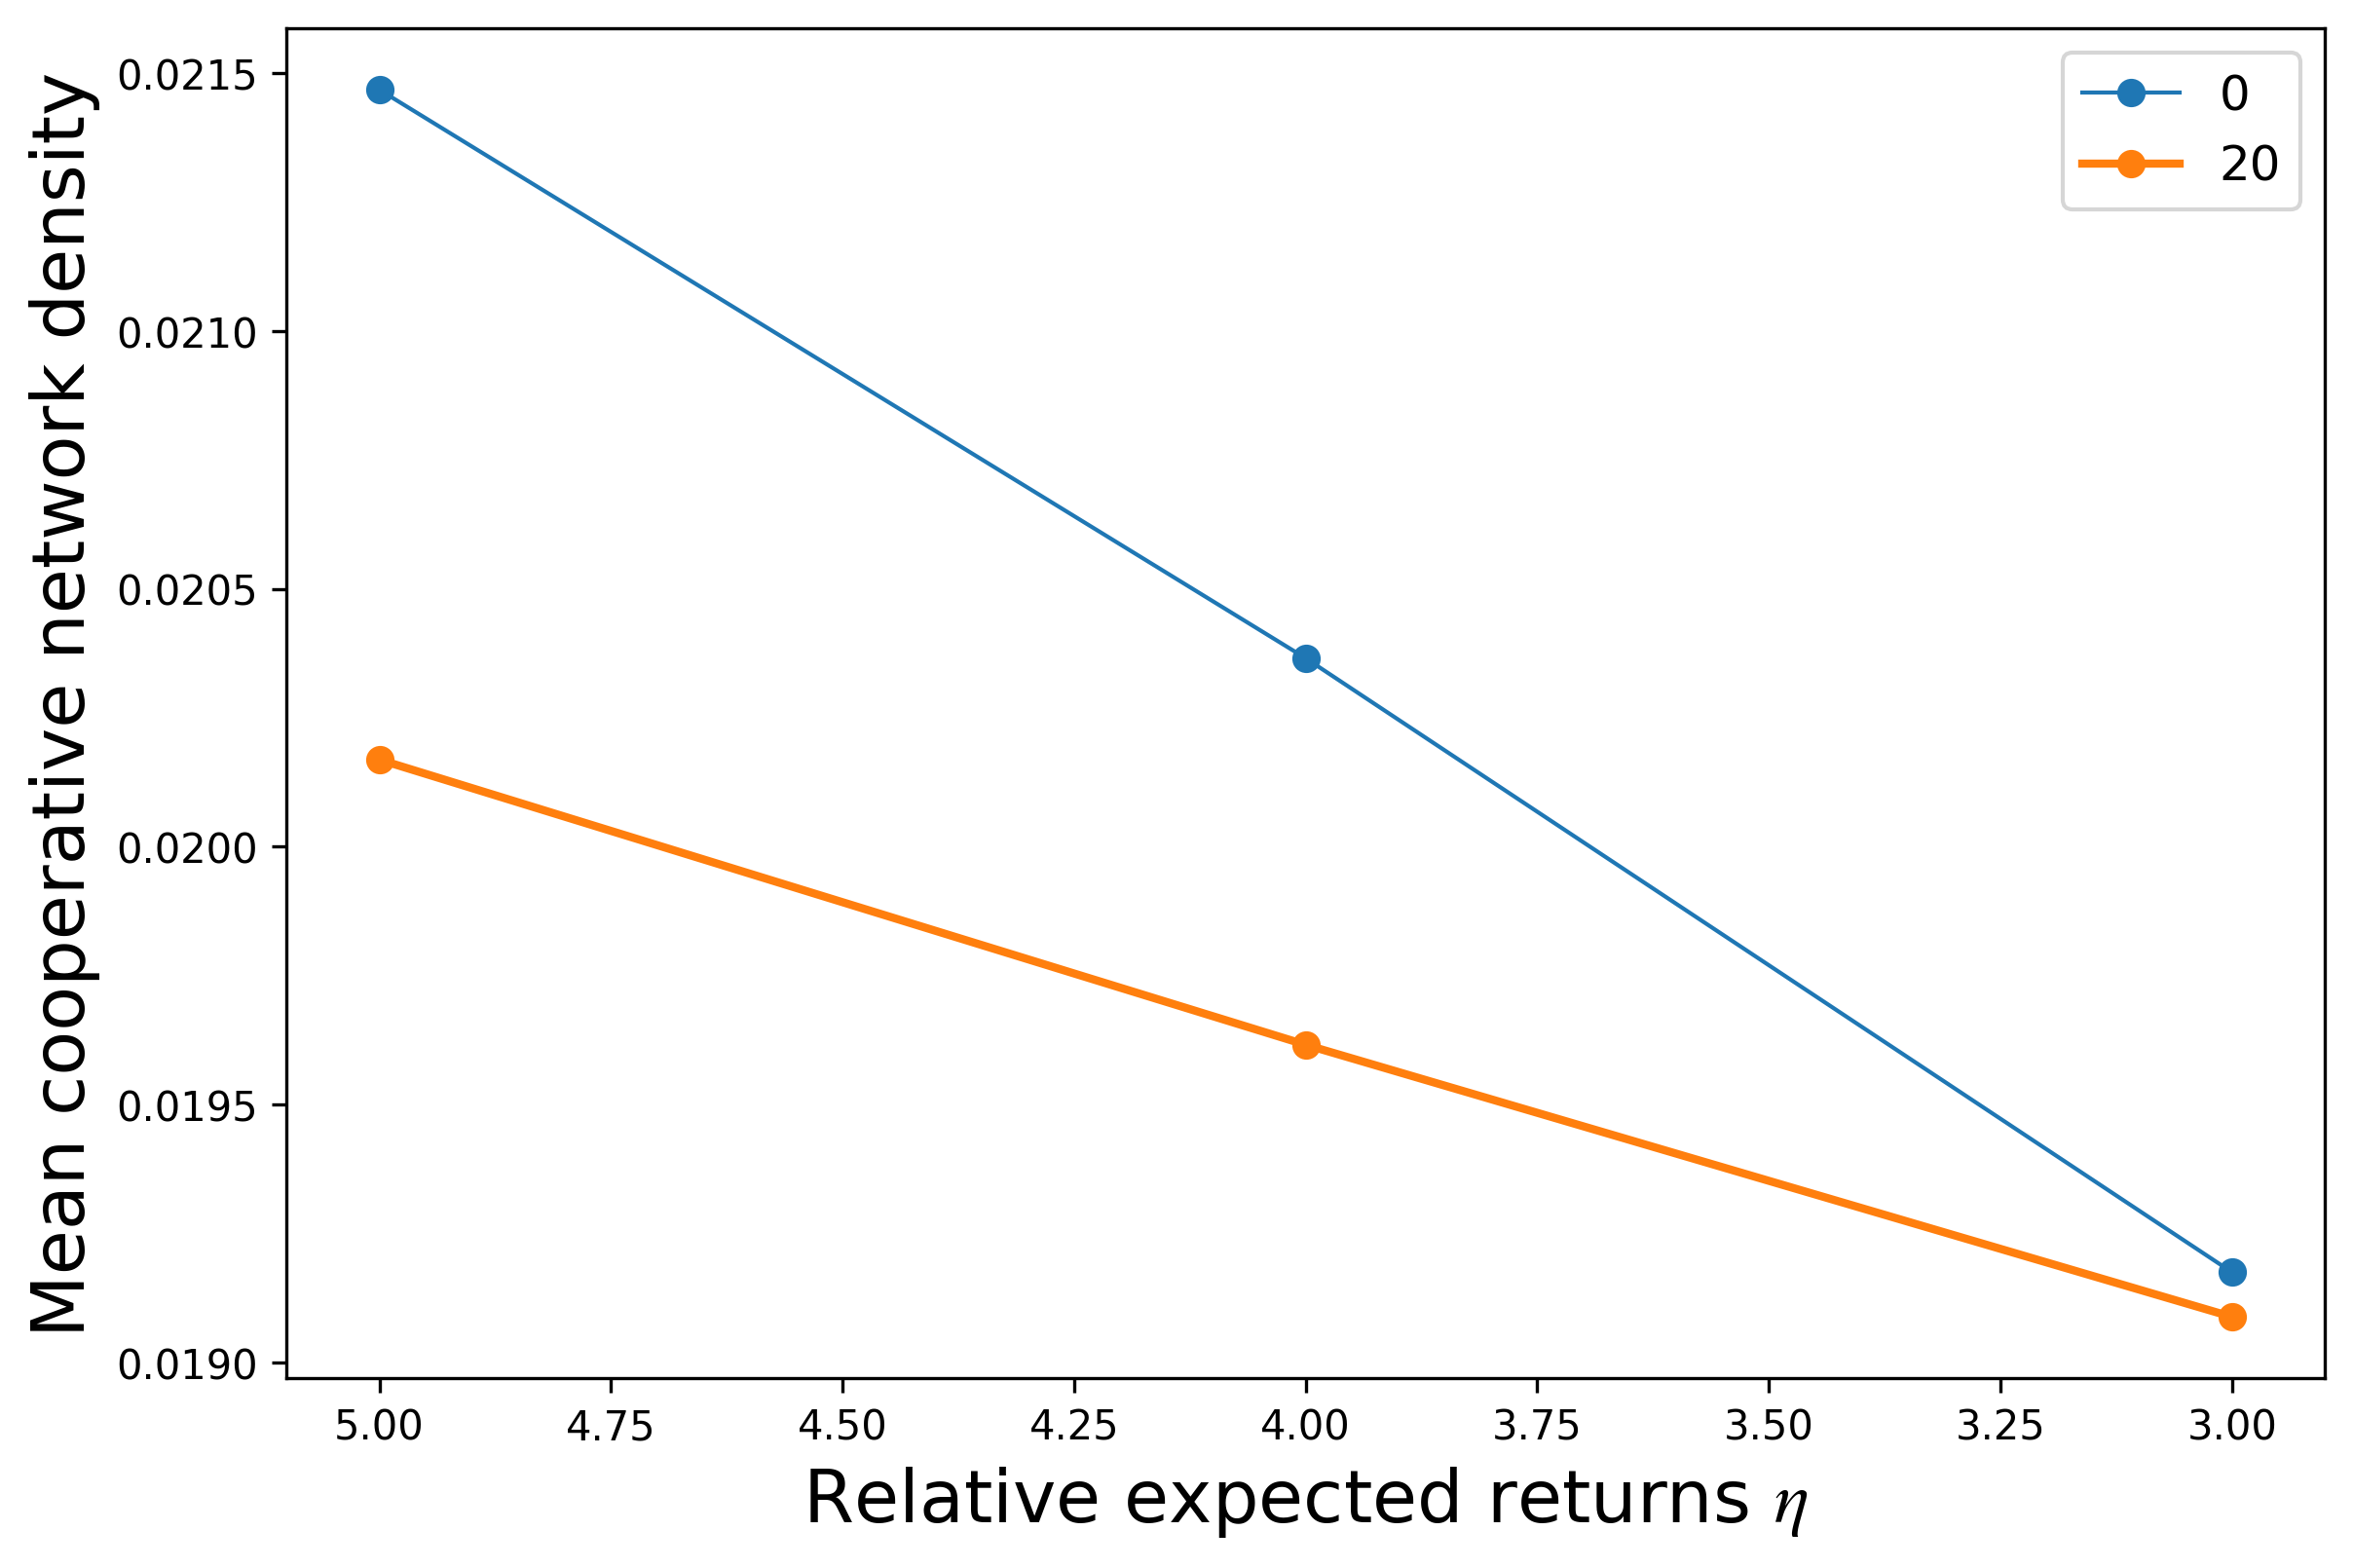 Mean cooperative network density
0.0215
0.0210
0.0205
0.0200
0.0195
0.0190
0
20
5.00 4.75 4.50 4.25 4.00 3.75 3.50 3.25 3.00
Relative expected returns η